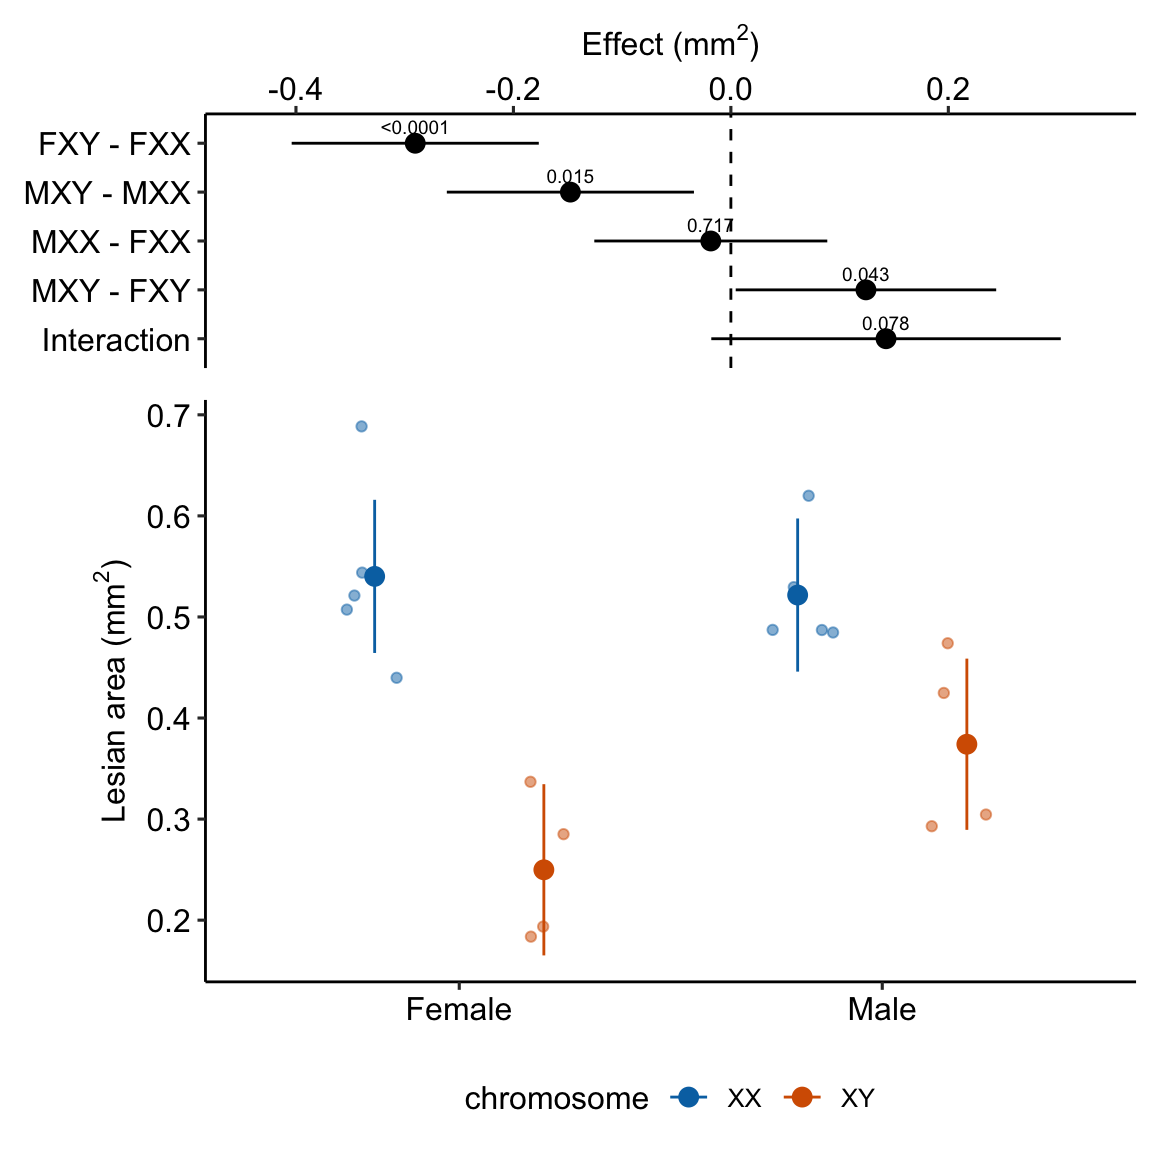 Effect (mm²)
-0.4 -0.2 0.0 0.2
<0.0001
FXY - FXX
0.015
MXY - MXX
0.717
MXX - FXX
0.043
MXY - FXY
0.078
Interaction
0.7
0.6
0.5
0.4
0.3
0.2
Lesian area (mm²)
Female Male
chromosome XX XY